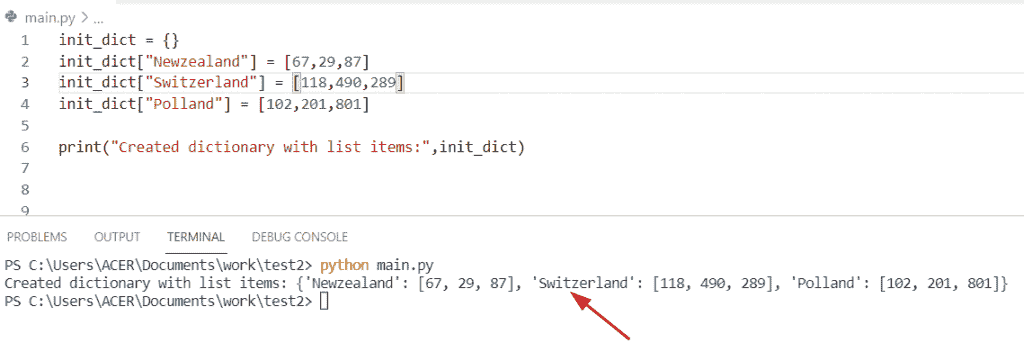 main.py > ...
1 init_dict = {}
2 init_dict["Newzealand"] = [67,29,87]
3 init_dict["Switzerland"] = [118,490,289]
4 init_dict["Polland"] = [102,201,801]
5
6 print("Created dictionary with list items:",init_dict)
7
8
9
PROBLEMS OUTPUT TERMINAL DEBUG CONSOLE
PS C:\Users\ACER\Documents\work\test2> python main.py
Created dictionary with list items: {'Newzealand': [67, 29, 87], 'Switzerland': [118, 490, 289], 'Polland': [102, 201, 801]}
PS C:\Users\ACER\Documents\work\test2>